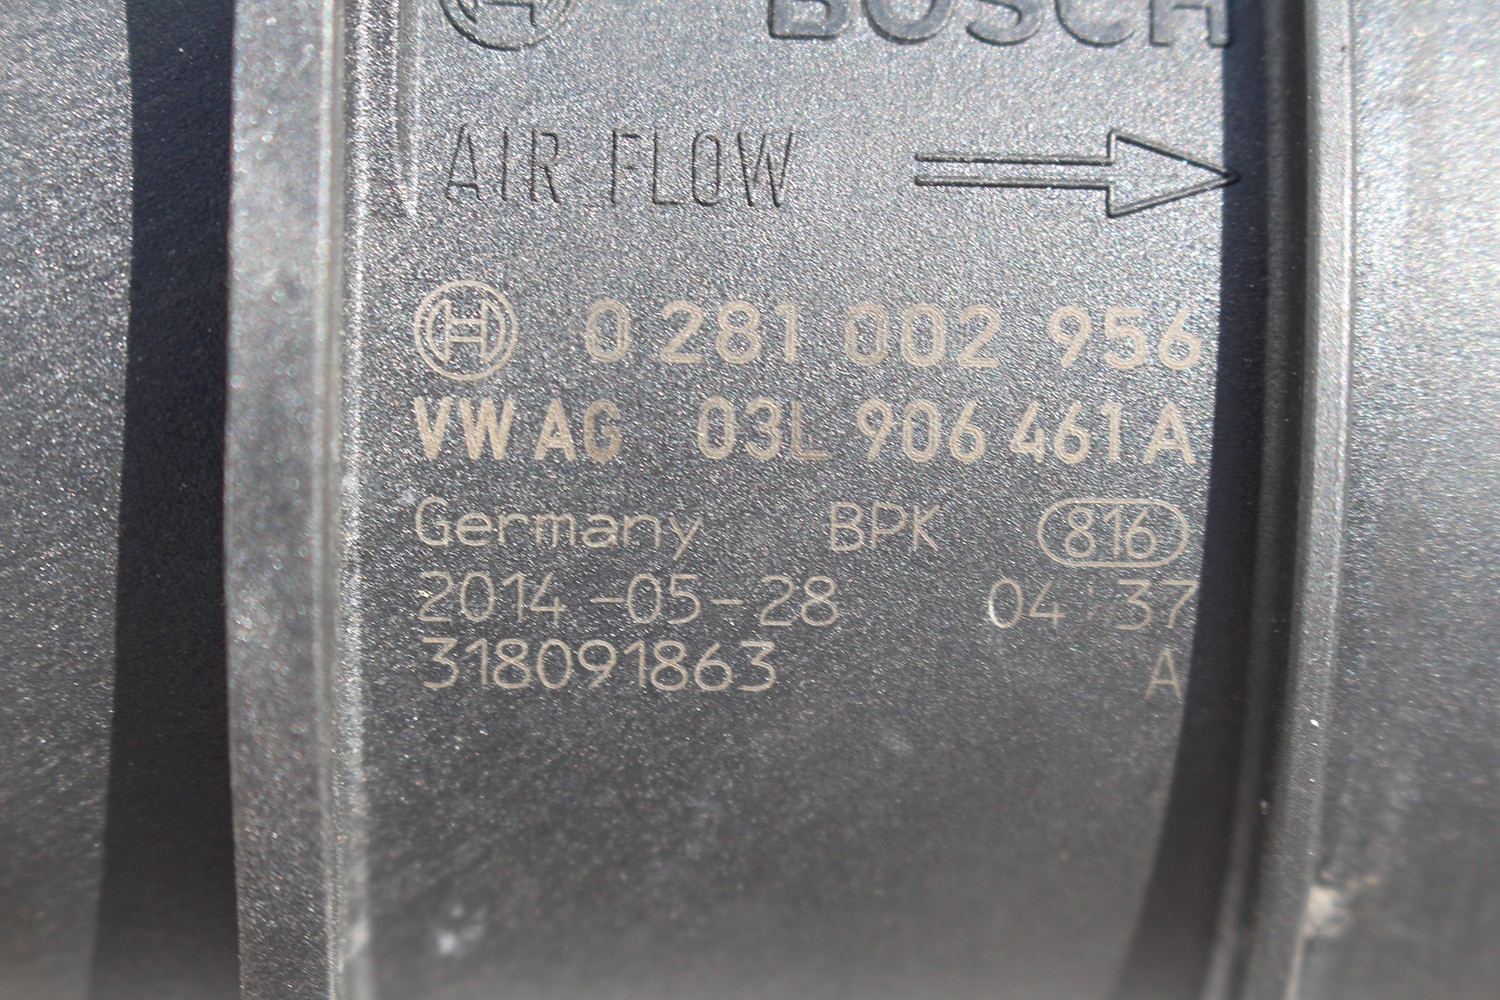 BOSCH
AIR FLOW
0 281 002 956
VW AG 03L 906 461 A
Germany BPK 816
2014-05-28 04:37
318091863 A